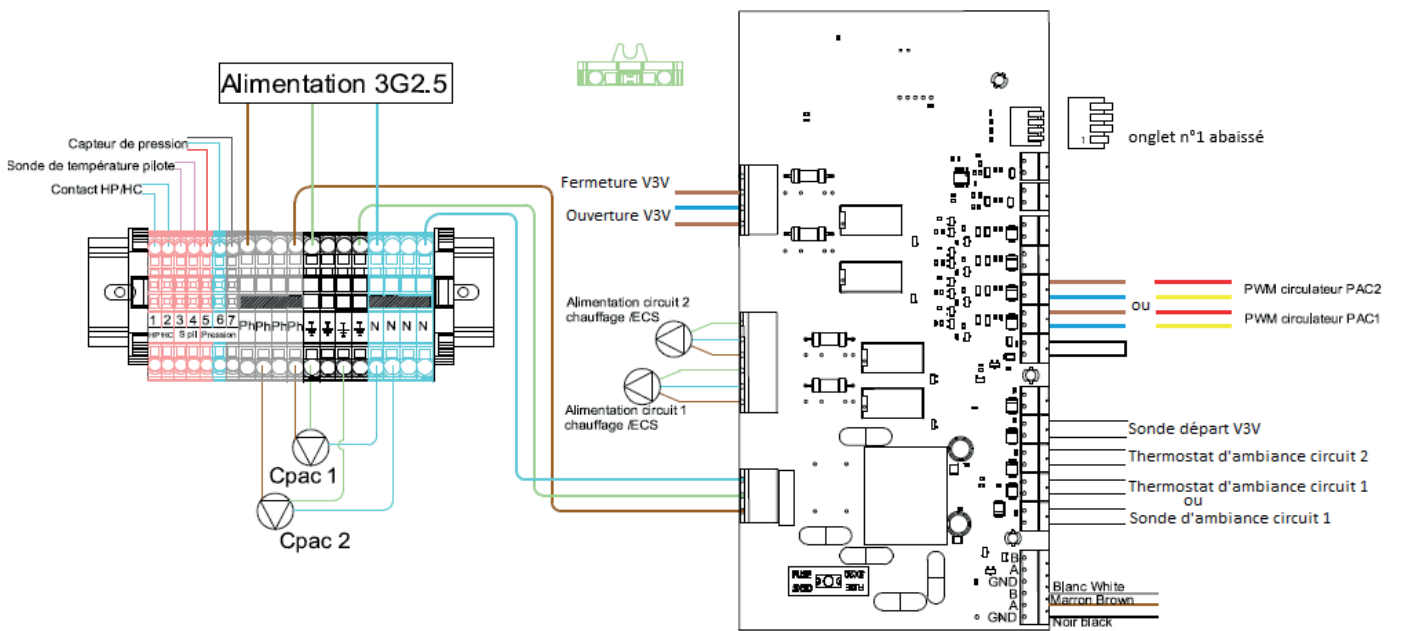 Alimentation 3G2.5
Capteur de pression
Sonde de température pilote
Contact HP/HC
1 2 3 4 5 6 7
HP HC S pil Pression
Ph Ph Ph Ph
N N N N
Cpac 1
Cpac 2
Fermeture V3V
Ouverture V3V
Alimentation circuit 2
chauffage /ECS
Alimentation circuit 1
chauffage /ECS
1
onglet n°1 abaissé
PWM circulateur PAC2
ou
PWM circulateur PAC1
Sonde départ V3V
Thermostat d'ambiance circuit 2
Thermostat d'ambiance circuit 1
ou
Sonde d'ambiance circuit 1
B
A
GND
B
A
GND
Blanc White
Marron Brown
Noir black